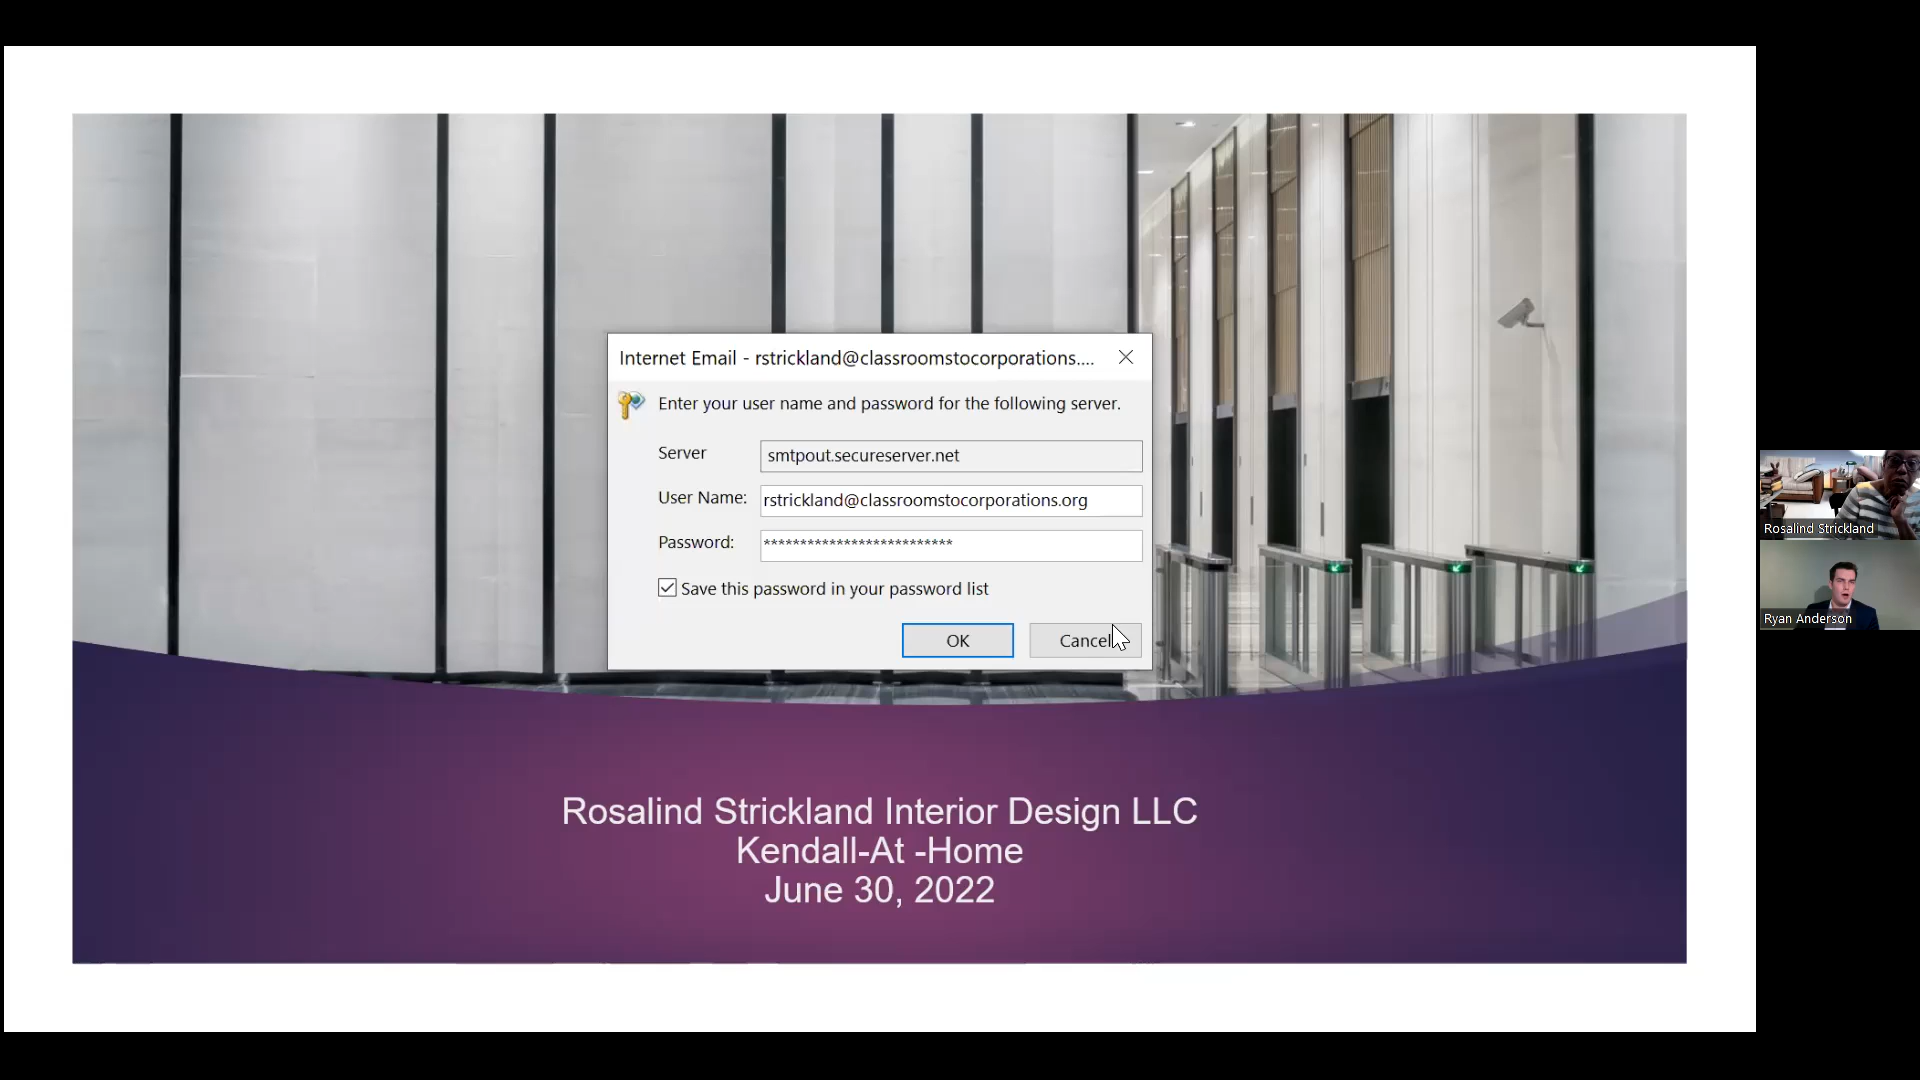 Internet Email - rstrickland@classroomstocorporations....
Enter your user name and password for the following server.
Server
smtpout.secureserver.net
User Name:
rstrickland@classroomstocorporations.org
Password:
**************************
Save this password in your password list
OK
Cancel
Rosalind Strickland
Ryan Anderson
Rosalind Strickland Interior Design LLC
Kendall-At -Home
June 30, 2022